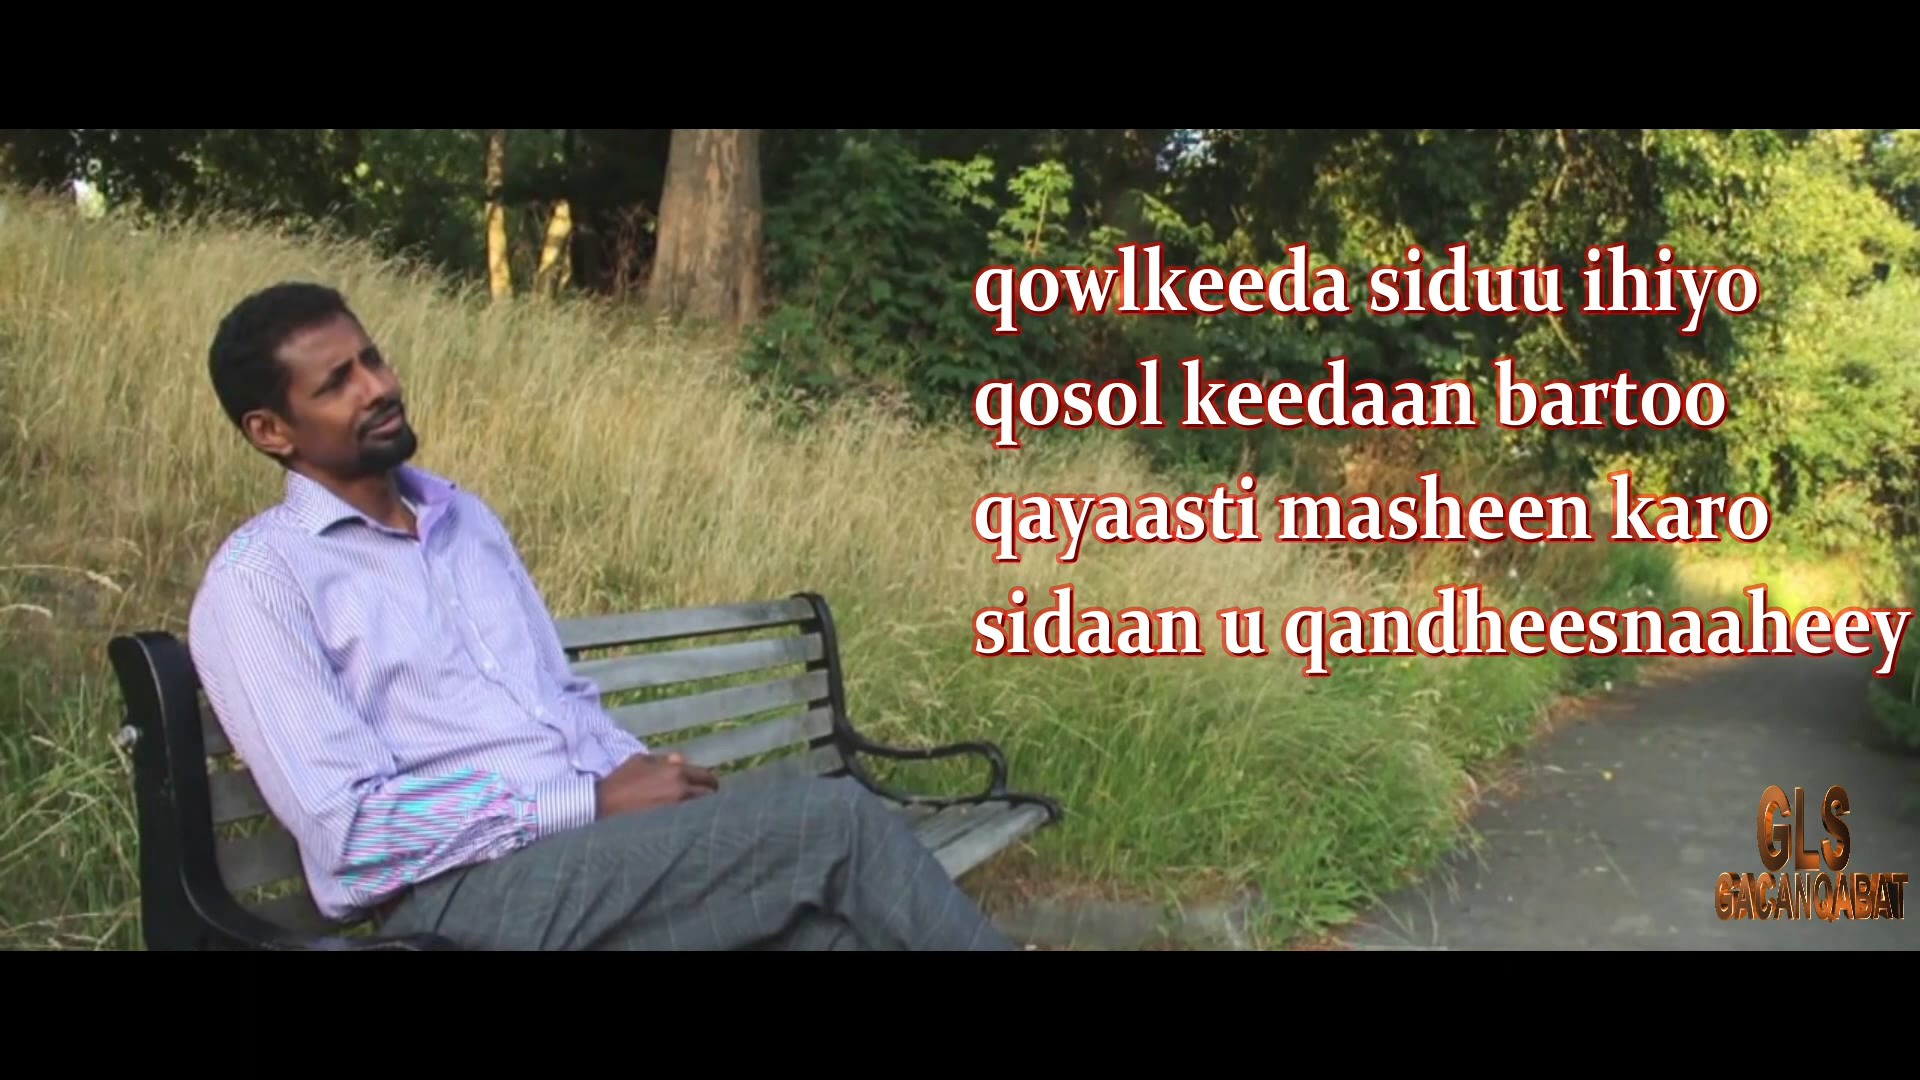 qowlkeeda siduu ihiyo
qosol keedaan bartoo
qayaasti masheen karo
sidaan u qandheesnaaheey
GLS
GACANQABAT